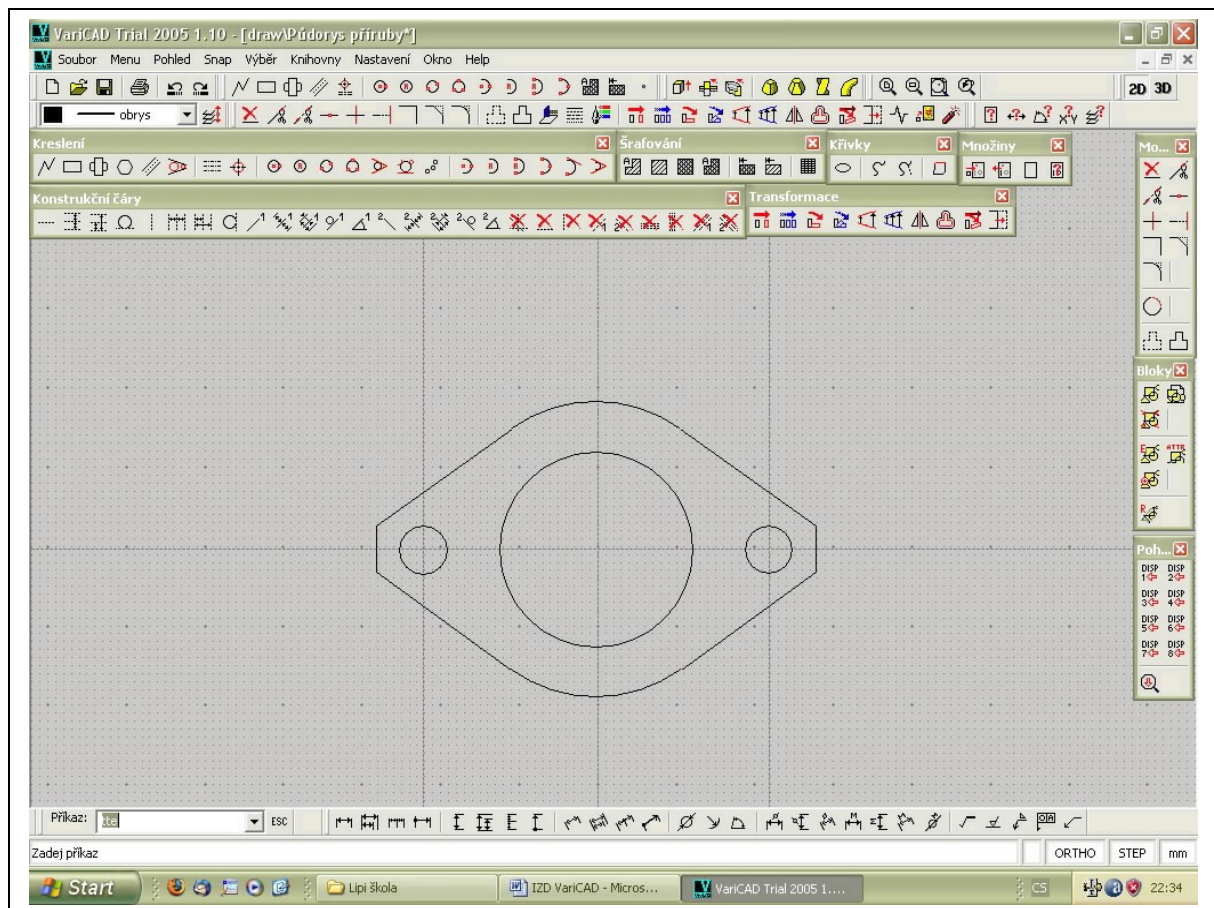 VariCAD Trial 2005 1.10 - [draw\Půdorys příruby*]
Soubor Menu Pohled Snap Výběr Knihovny Nastavení Okno Help
2D 3D
obrys
Kreslení
Šrafování
Křivky
Množiny
Mo...
Konstrukční čáry
Transformace
Bloky
ATTR
Poh...
DISP 1 DISP 2
DISP 3 DISP 4
DISP 5 DISP 6
DISP 7 DISP 8
Příkaz:
ESC
Zadej příkaz
ORTHO STEP mm
Start
Lipi škola
IZD VariCAD - Micros...
VariCAD Trial 2005 1....
CS
22:34